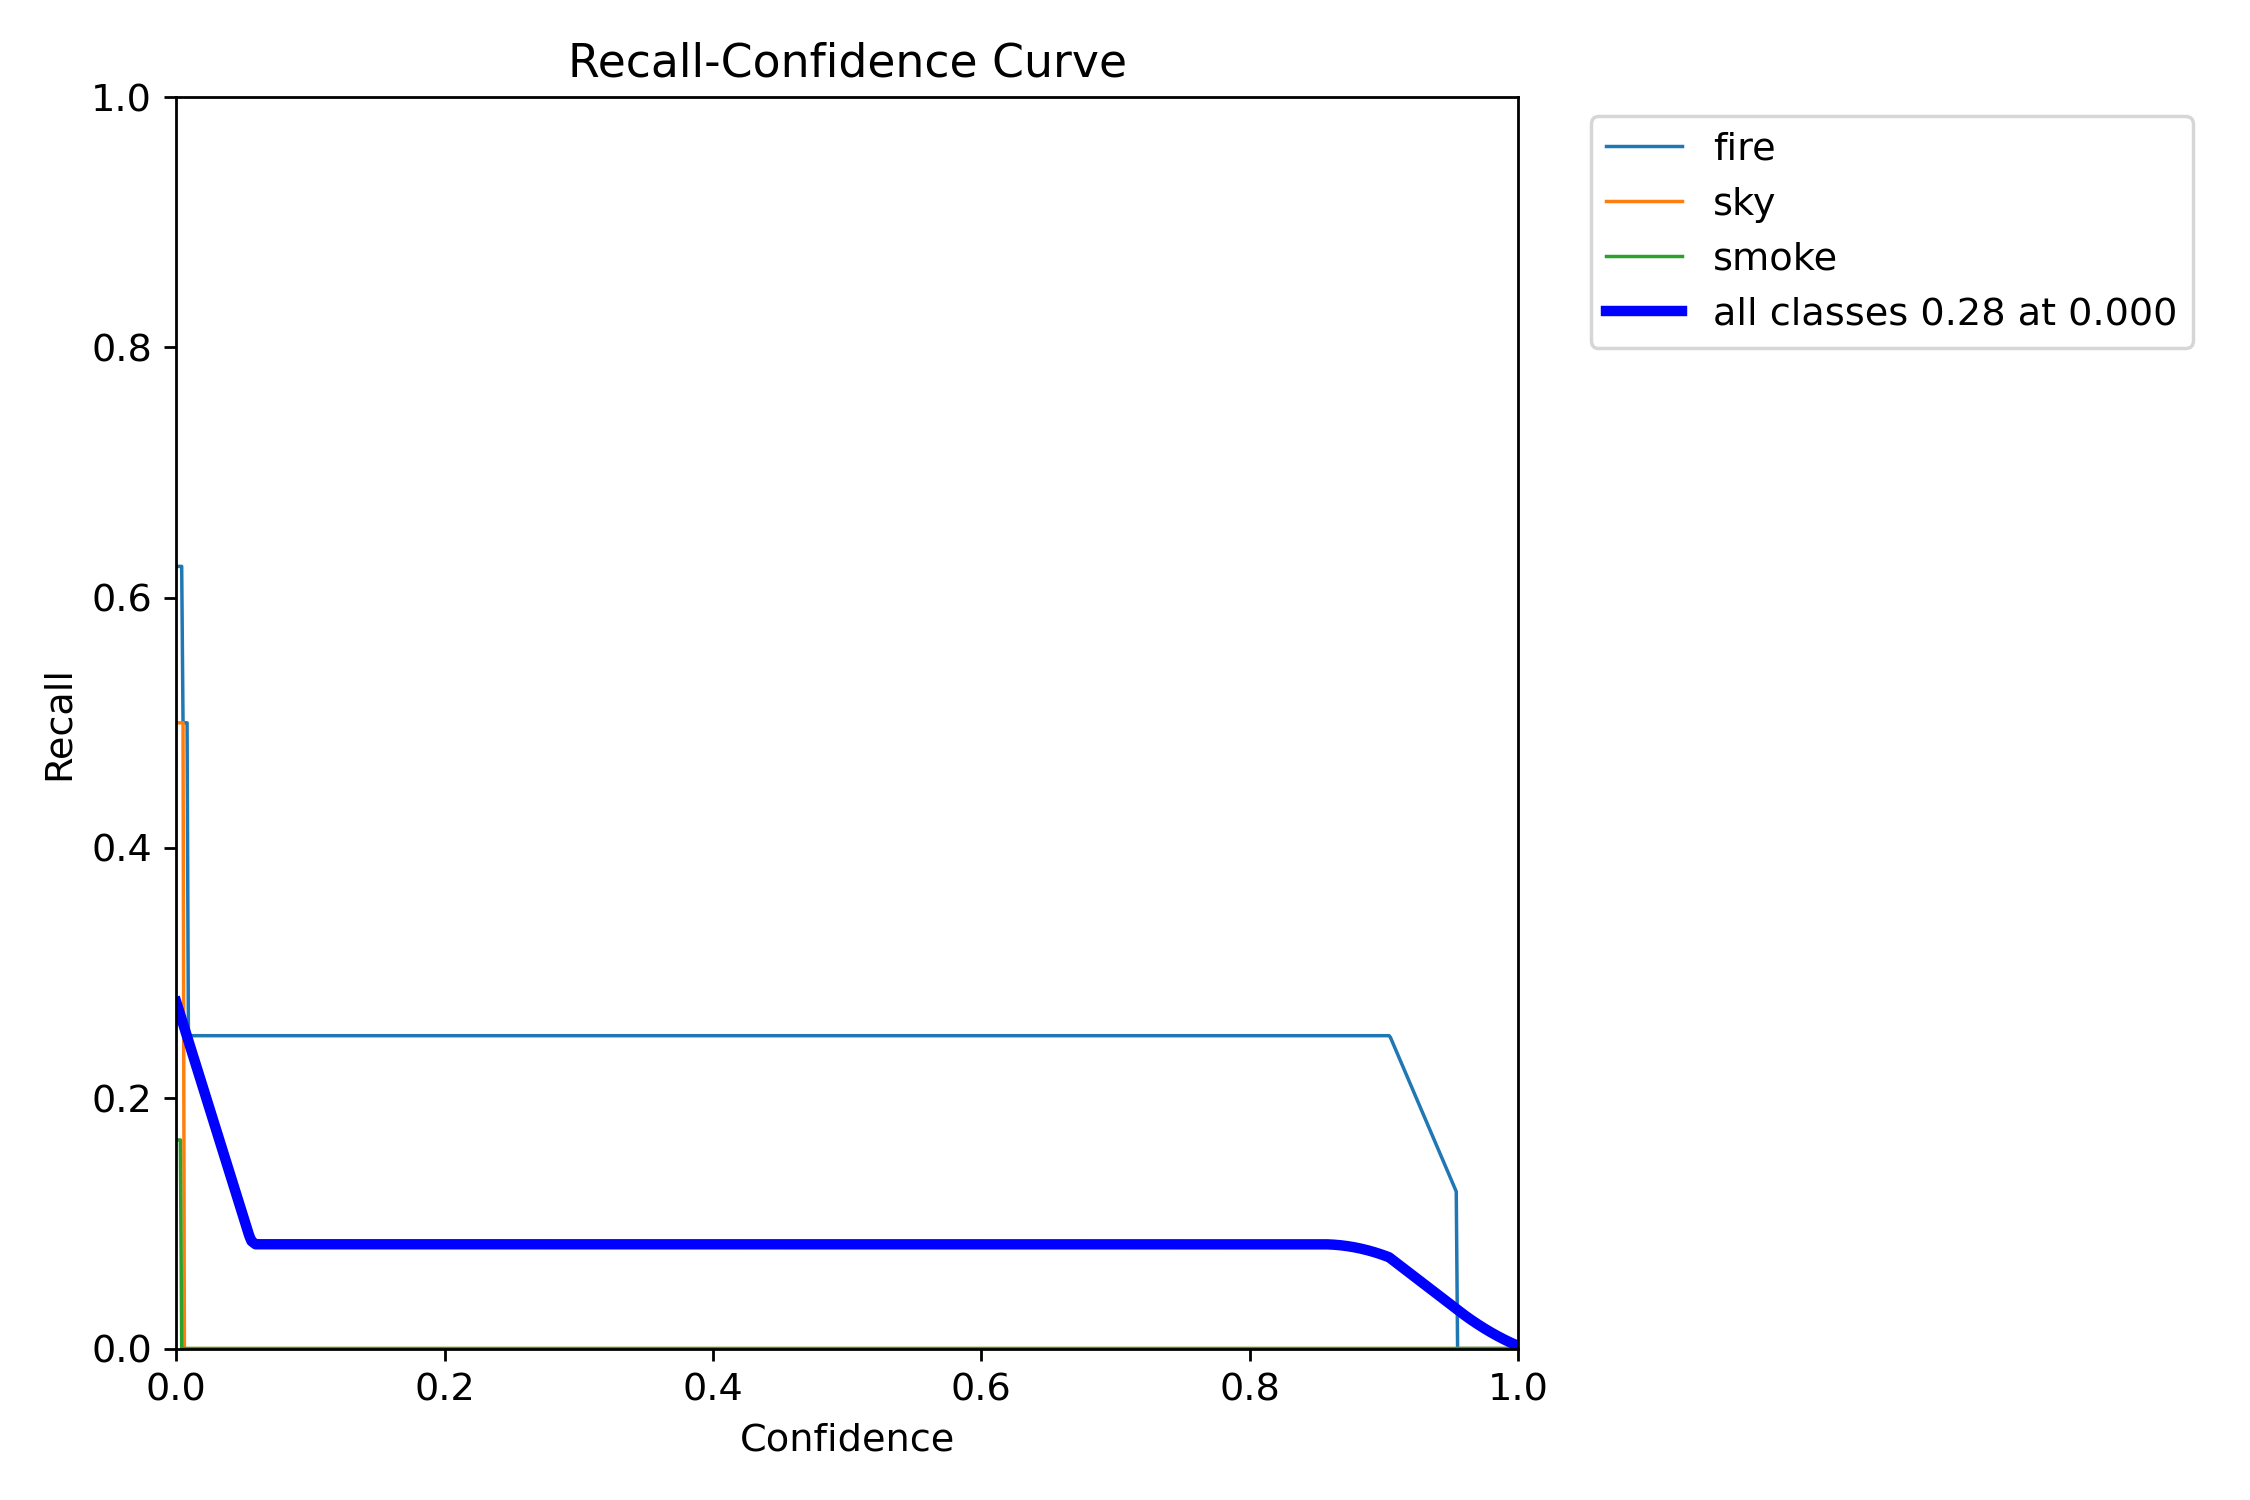 Recall-Confidence Curve
1.0
0.8
0.6
0.4
0.2
0.0
Recall
0.0 0.2 0.4 0.6 0.8 1.0
Confidence
fire
sky
smoke
all classes 0.28 at 0.000